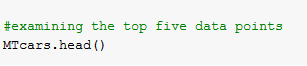 #examining the top five data points
MTcars.head()